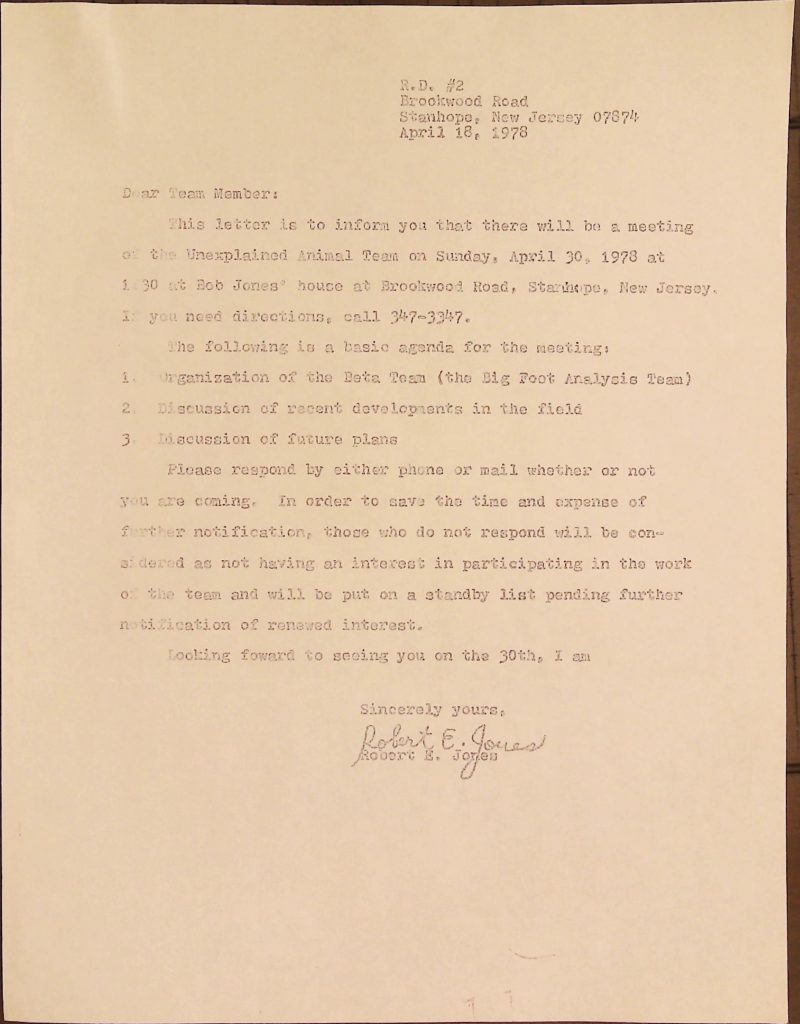 R.D. #2
Brookwood Road
Stanhope, New Jersey 07874
April 18, 1978
Dear Team Member:
This letter is to inform you that there will be a meeting
of the Unexplained Animal Team on Sunday, April 30, 1978 at
1:30 at Bob Jones' house at Brookwood Road, Stanhope, New Jersey.
If you need directions, call 347-3347.
The following is a basic agenda for the meeting:
1. Organization of the Beta Team (the Big Foot Analysis Team)
2. Discussion of recent developments in the field
3. Discussion of future plans
Please respond by either phone or mail whether or not
you are coming. In order to save the time and expense of
further notification, those who do not respond will be con-
sidered as not having an interest in participating in the work
of the team and will be put on a standby list pending further
notification of renewed interest.
Looking foward to seeing you on the 30th, I am
Sincerely yours,
Robert E. Jones
Robert E. Jones